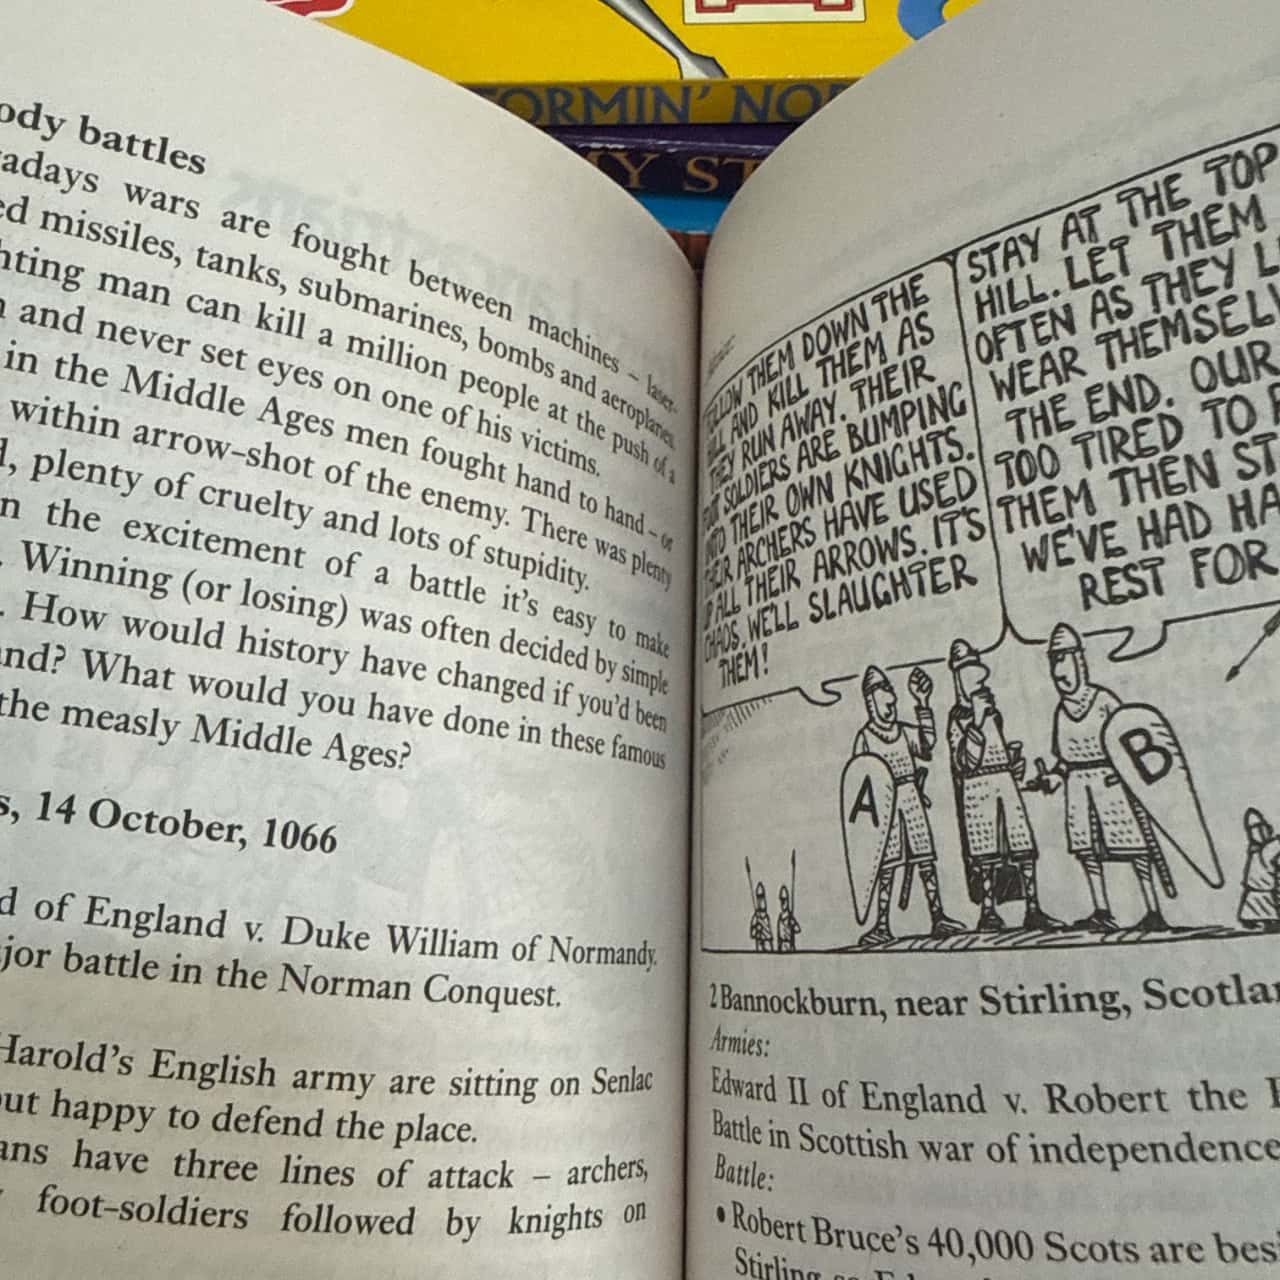 ORMIN' NO
MY ST
ody battles
adays wars are fought between machines – laser-
ed missiles, tanks, submarines, bombs and aeroplanes.
hting man can kill a million people at the push of a
and never set eyes on one of his victims.
in the Middle Ages men fought hand to hand – or
within arrow-shot of the enemy. There was plenty
d, plenty of cruelty and lots of stupidity.
n the excitement of a battle it's easy to make
. Winning (or losing) was often decided by simple
. How would history have changed if you'd been
and? What would you have done in these famous
the measly Middle Ages?
s, 14 October, 1066
d of England v. Duke William of Normandy.
jor battle in the Norman Conquest.
Harold's English army are sitting on Senlac
out happy to defend the place.
ans have three lines of attack – archers,
foot-soldiers followed by knights on
FOLLOW THEM DOWN THE
HILL AND KILL THEM AS
THEY RUN AWAY. THEIR
FOOT SOLDIERS ARE BUMPING
INTO THEIR OWN KNIGHTS.
THEIR ARCHERS HAVE USED
UP ALL THEIR ARROWS. IT'S
CHAOS. WE'LL SLAUGHTER
THEM!
STAY AT THE TOP
HILL. LET THEM
OFTEN AS THEY LI
WEAR THEMSELV
THE END. OUR
TOO TIRED TO
THEM THEN ST
WE'VE HAD HA
REST FOR
A
B
2 Bannockburn, near Stirling, Scotla
Armies:
Edward II of England v. Robert the
Battle in Scottish war of independence
Battle:
• Robert Bruce's 40,000 Scots are besi
Stirling